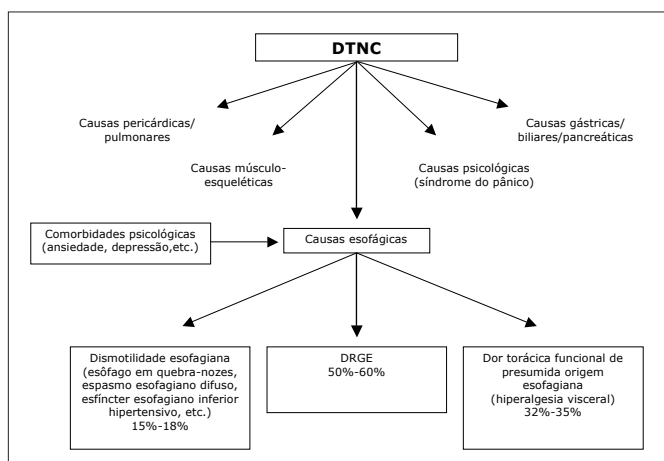 DTNC
Causas pericárdicas/
pulmonares
Causas músculo-
esqueléticas
Causas psicológicas
(síndrome do pânico)
Causas gástricas/
biliares/pancreáticas
Comorbidades psicológicas
(ansiedade, depressão,etc.)
Causas esofágicas
Dismotilidade esofagiana
(esôfago em quebra-nozes,
espasmo esofagiano difuso,
esfíncter esofagiano inferior
hipertensivo, etc.)
15%-18%
DRGE
50%-60%
Dor torácica funcional de
presumida origem
esofagiana
(hiperalgesia visceral)
32%-35%